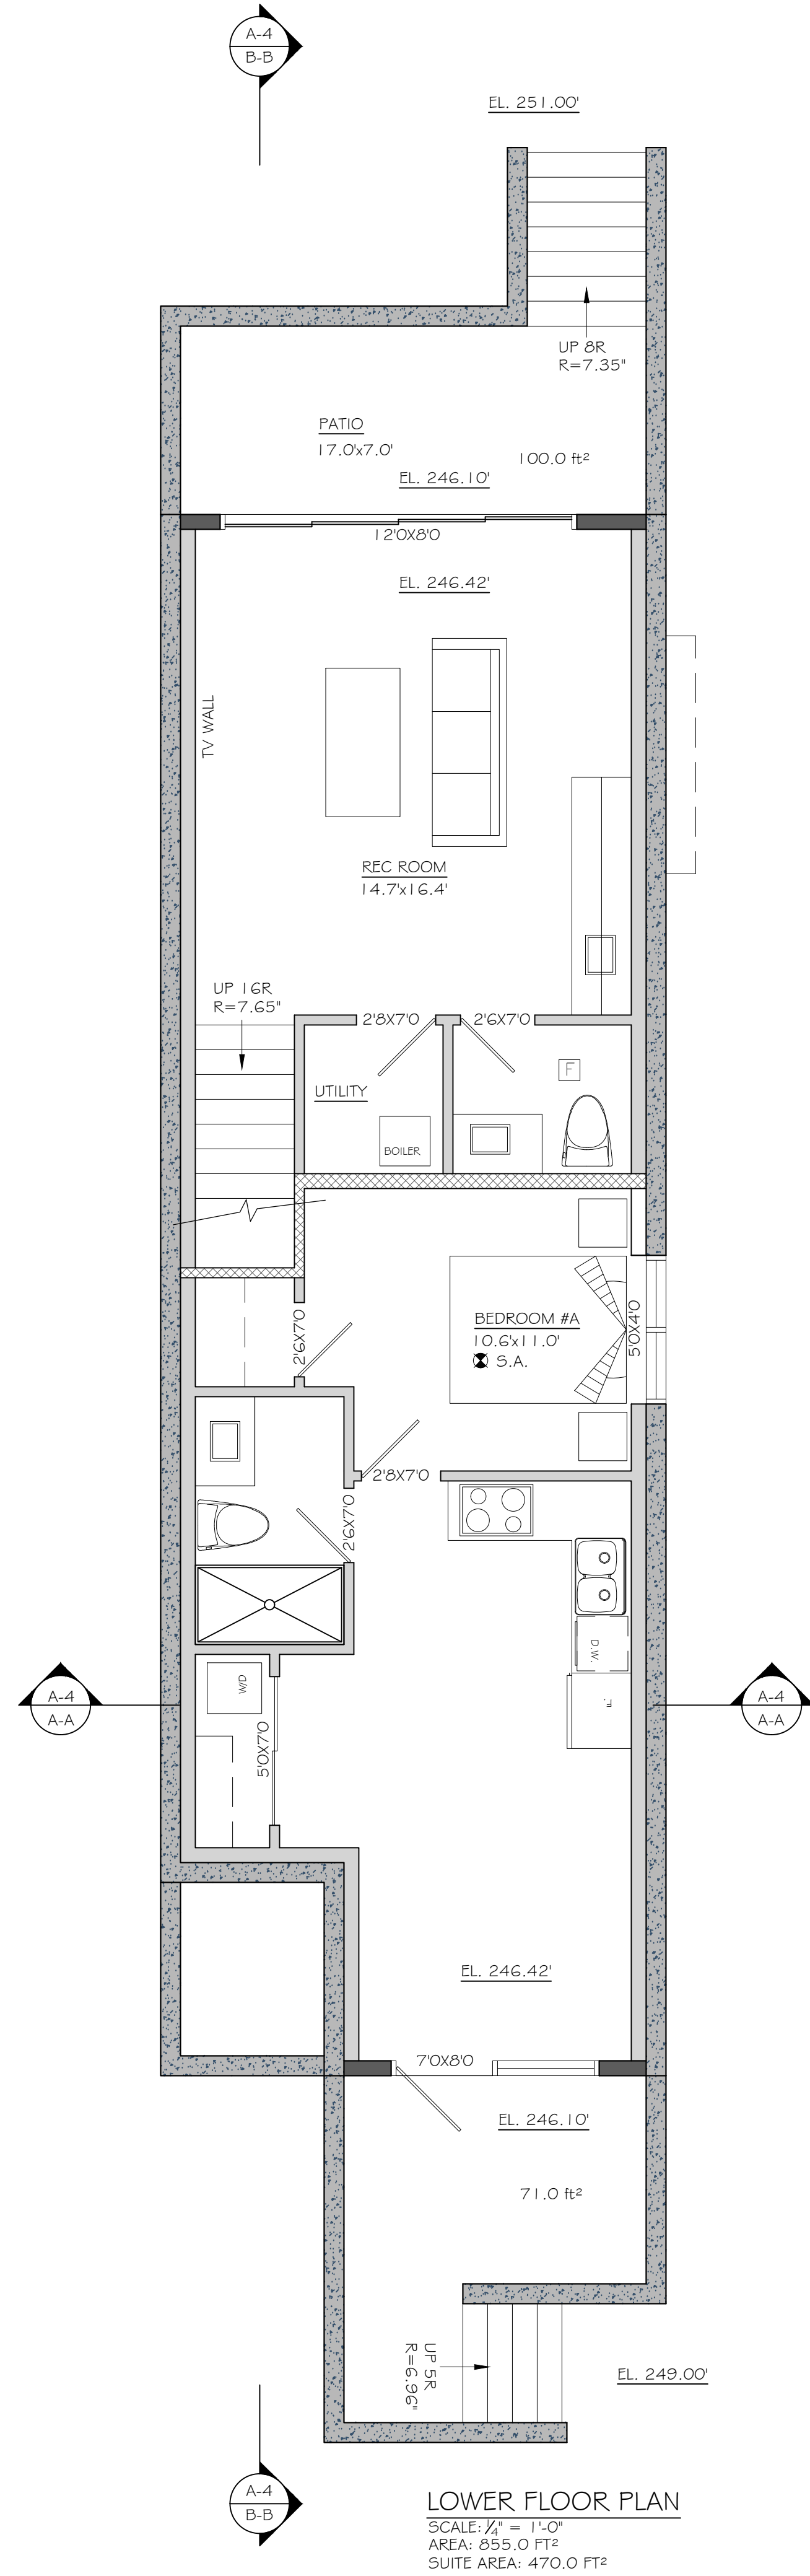 A-4
B-B
EL. 251.00'
UP 8R
R=7.35"
PATIO
17.0'x7.0'
100.0 ft²
EL. 246.10'
12'0X8'0
EL. 246.42'
TV WALL
REC ROOM
14.7'x16.4'
UP 16R
R=7.65"
2'8X7'0
2'6X7'0
F
UTILITY
BOILER
BEDROOM #A
10.6'x11.0'
S.A.
5'0X4'0
2'6X7'0
2'8X7'0
2'6X7'0
D.W.
F.
W/D
5'0X7'0
A-4
A-A
A-4
A-A
EL. 246.42'
7'0X8'0
EL. 246.10'
71.0 ft²
UP 5R
R=6.96"
EL. 249.00'
A-4
B-B
LOWER FLOOR PLAN
SCALE: ¼" = 1'-0"
AREA: 855.0 FT²
SUITE AREA: 470.0 FT²